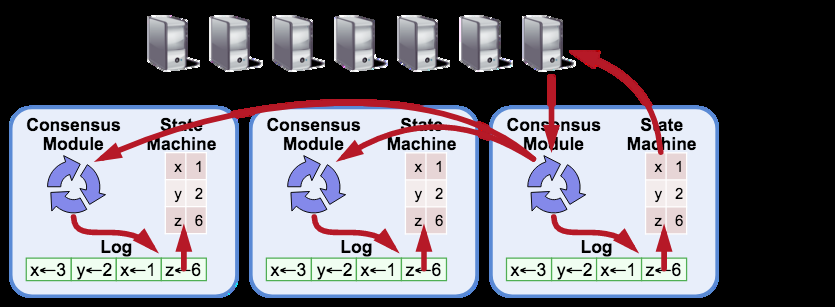 Consensus Module
State Machine
x 1
y 2
z 6
Log
x←3 y←2 x←1 z←6
Consensus Module
State Machine
x 1
y 2
z 6
Log
x←3 y←2 x←1 z←6
Consensus Module
State Machine
x 1
y 2
z 6
Log
x←3 y←2 x←1 z←6